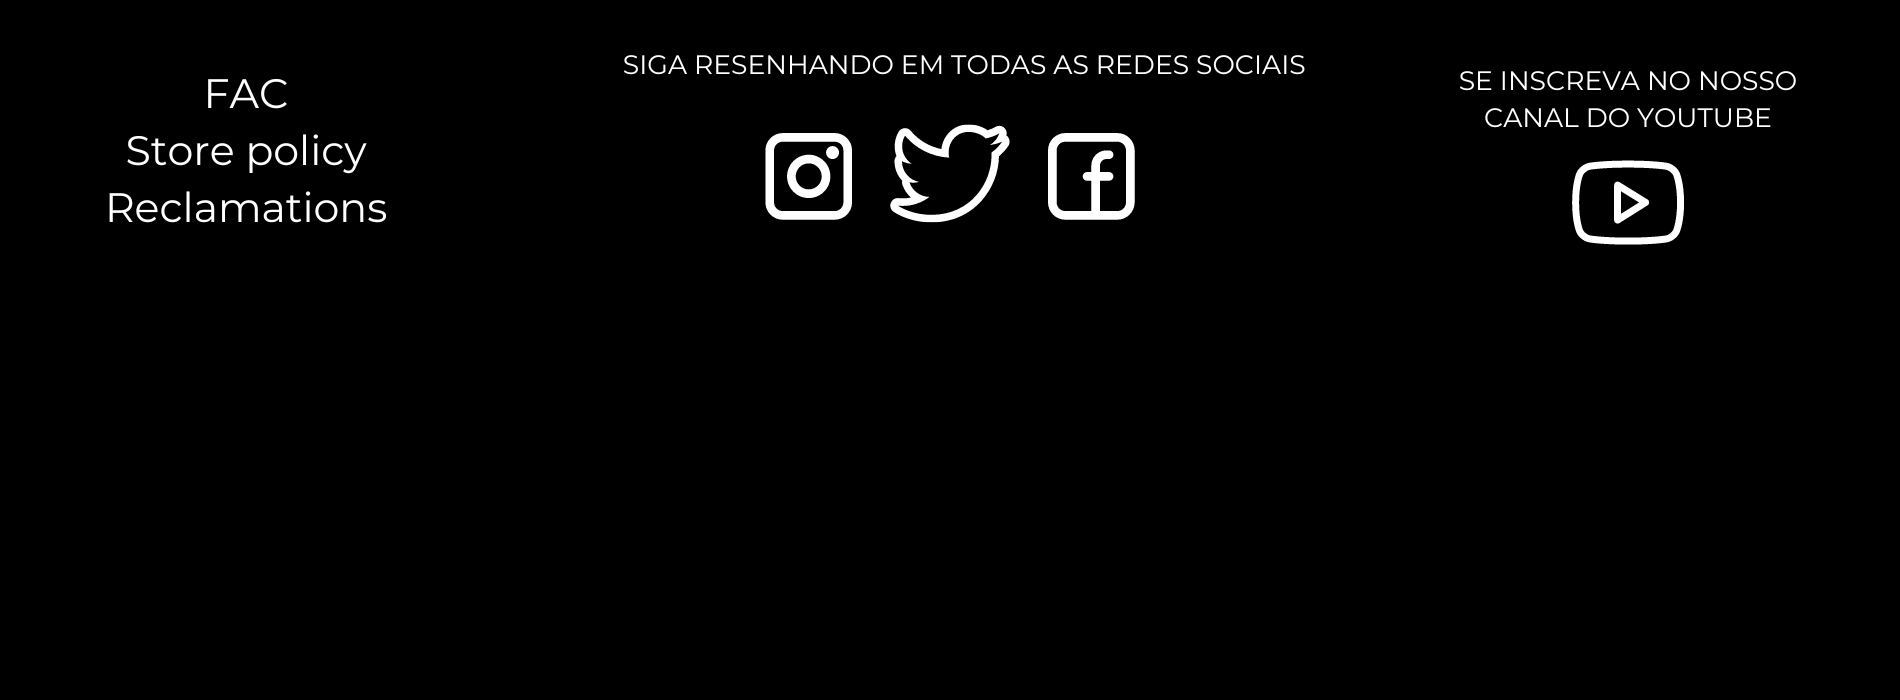 FAC
Store policy
Reclamations
SIGA RESENHANDO EM TODAS AS REDES SOCIAIS
SE INSCREVA NO NOSSO
CANAL DO YOUTUBE